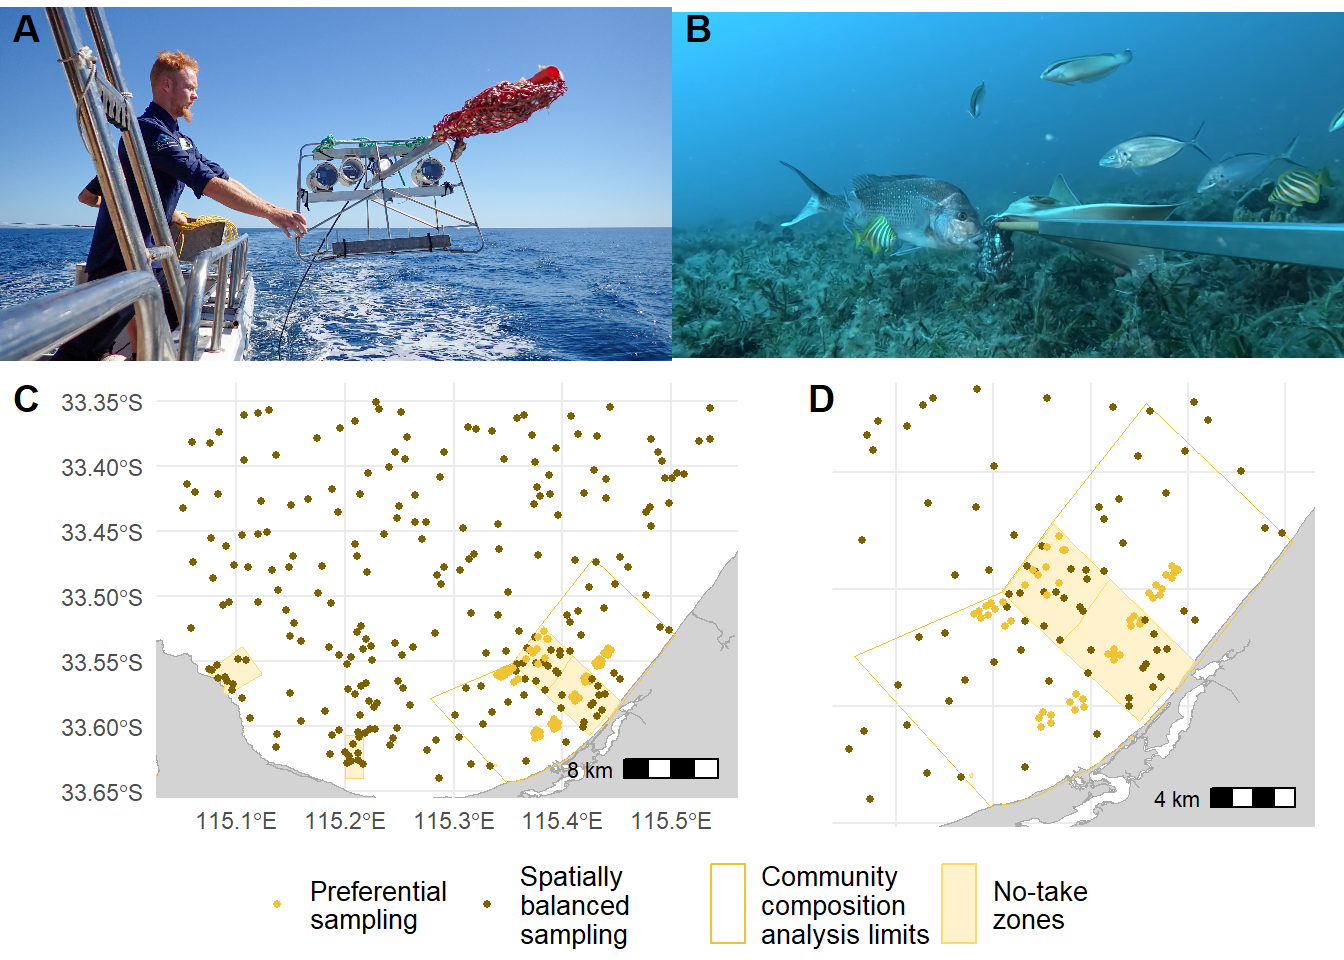 A
B
C
D
33.35°S
33.40°S
33.45°S
33.50°S
33.55°S
33.60°S
33.65°S
115.1°E
115.2°E
115.3°E
115.4°E
115.5°E
8 km
4 km
Preferential
sampling
Spatially
balanced
sampling
Community
composition
analysis limits
No-take
zones